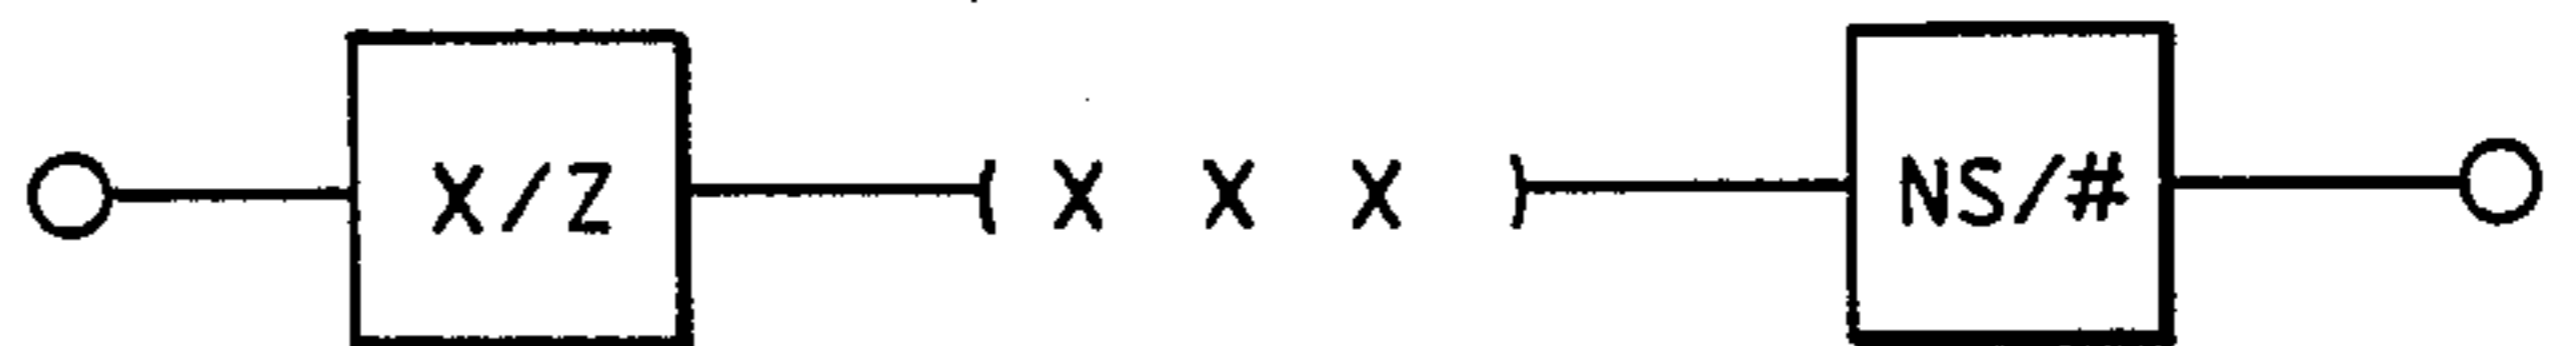 X/Z ( X X X ) NS/#